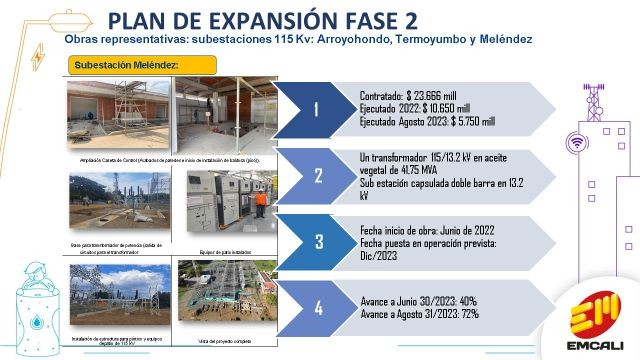 PLAN DE EXPANSIÓN FASE 2
Obras representativas: subestaciones 115 Kv: Arroyohondo, Termoyumbo y Meléndez
Subestación Meléndez:
Ampliación Caseta de Control (Acabados de paredes e inicio de instalación de baldosa (piso)).
Base para transformador de potencia (salida de
circuitos para el transformador
Equipos de patio instalados
Instalación de estructura para pórtico y equipos
de patio de 115 kV
Vista del proyecto completo
1
Contratado: $ 23.666 mill
Ejecutado 2022: $ 10.650 mill
Ejecutado Agosto 2023: $ 5.750 mill
2
Un transformador 115/13.2 kV en aceite
vegetal de 41.75 MVA
Sub estación capsulada doble barra en 13.2
kV
3
Fecha inicio de obra: Junio de 2022
Fecha puesta en operación prevista:
Dic/2023
4
Avance a Junio 30/2023: 40%
Avance a Agosto 31/2023: 72%
EM
EMCALI